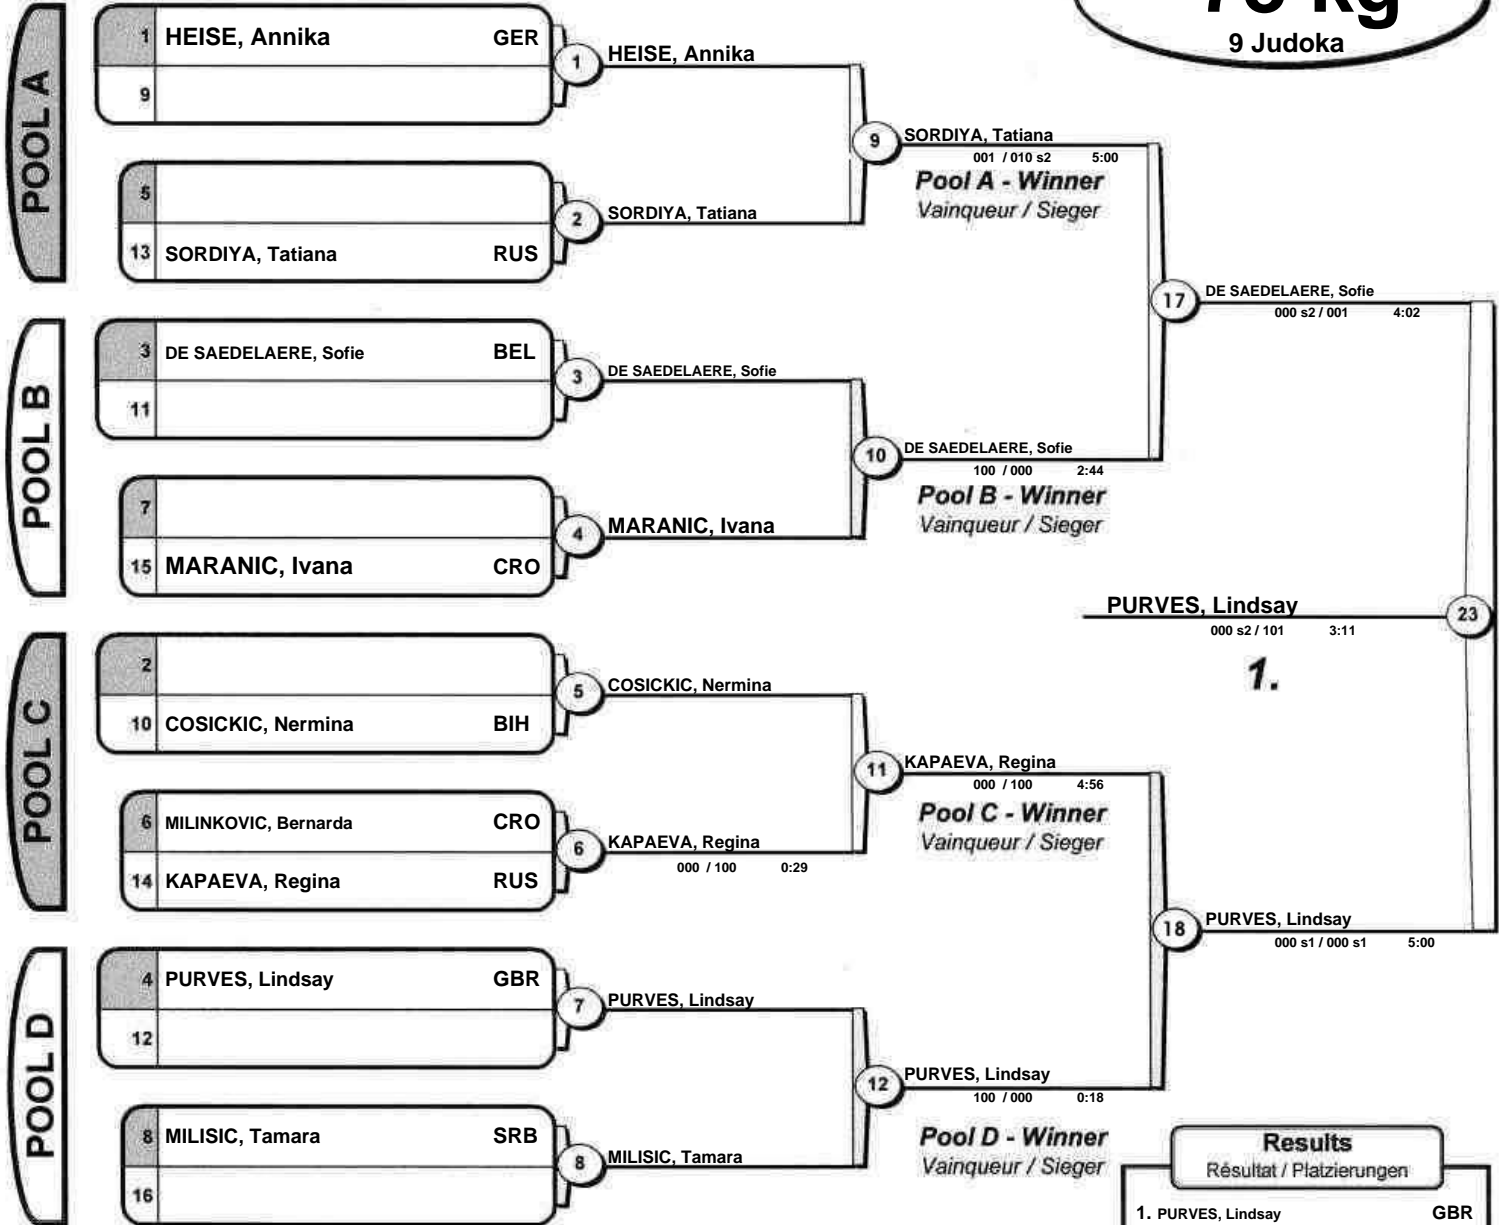 78 kg
9 Judoka
POOL A
1 HEISE, Annika GER
9
1 HEISE, Annika
5
13 SORDIYA, Tatiana RUS
2 SORDIYA, Tatiana
9 SORDIYA, Tatiana
001 / 010 s2 5:00
Pool A - Winner
Vainqueur / Sieger
POOL B
3 DE SAEDELAERE, Sofie BEL
11
3 DE SAEDELAERE, Sofie
7
15 MARANIC, Ivana CRO
4 MARANIC, Ivana
10 DE SAEDELAERE, Sofie
100 / 000 2:44
Pool B - Winner
Vainqueur / Sieger
17 DE SAEDELAERE, Sofie
000 s2 / 001 4:02
PURVES, Lindsay 23
000 s2 / 101 3:11
1.
POOL C
2
10 COSICKIC, Nermina BIH
5 COSICKIC, Nermina
6 MILINKOVIC, Bernarda CRO
14 KAPAEVA, Regina RUS
6 KAPAEVA, Regina
000 / 100 0:29
11 KAPAEVA, Regina
000 / 100 4:56
Pool C - Winner
Vainqueur / Sieger
POOL D
4 PURVES, Lindsay GBR
12
7 PURVES, Lindsay
8 MILISIC, Tamara SRB
16
8 MILISIC, Tamara
12 PURVES, Lindsay
100 / 000 0:18
Pool D - Winner
Vainqueur / Sieger
18 PURVES, Lindsay
000 s1 / 000 s1 5:00
Results
Résultat / Platzierungen
1. PURVES, Lindsay GBR